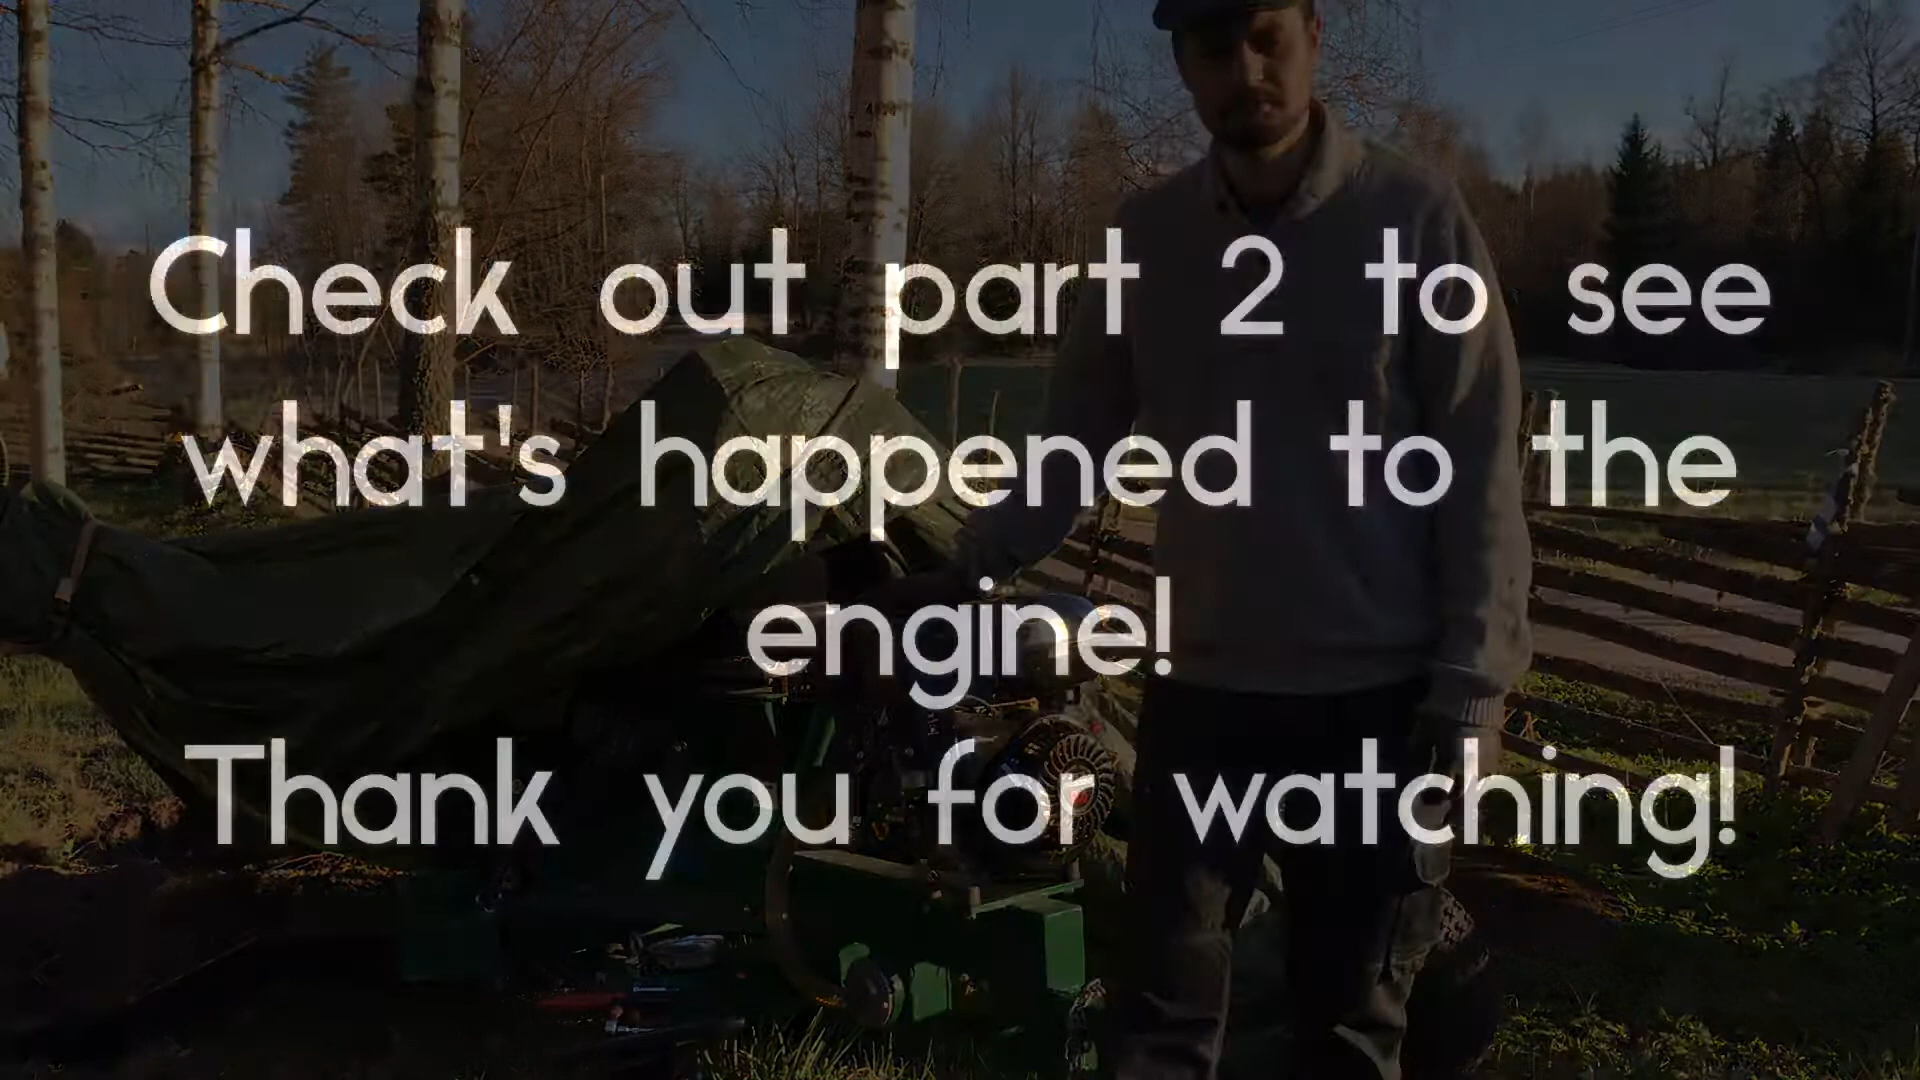 Check out part 2 to see
what's happened to the
engine!
Thank you for watching!